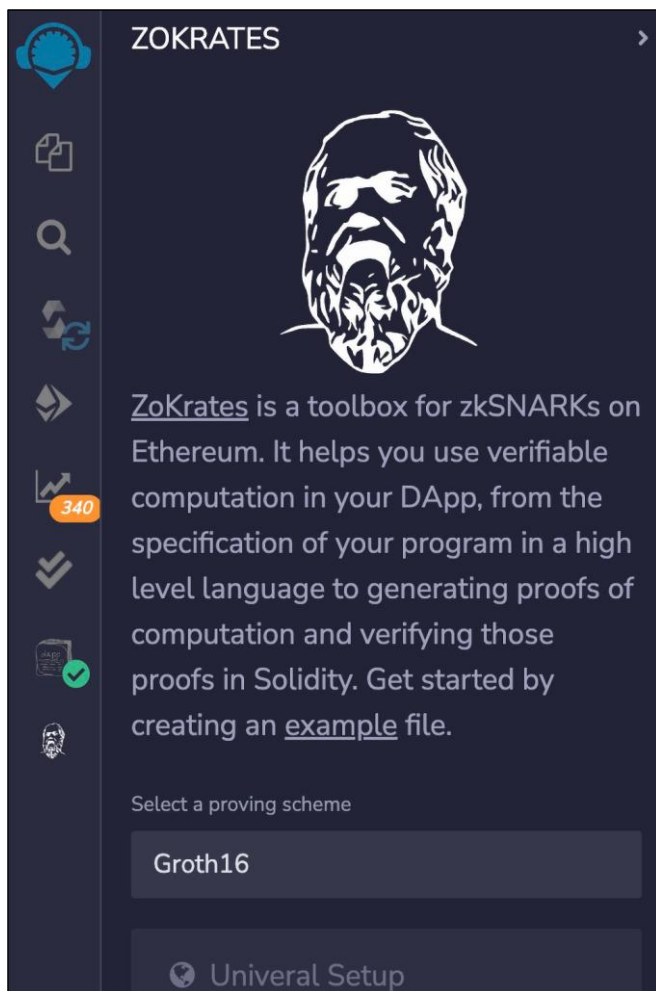 ZOKRATES
ZoKrates is a toolbox for zkSNARKs on
Ethereum. It helps you use verifiable
computation in your DApp, from the
specification of your program in a high
level language to generating proofs of
computation and verifying those
proofs in Solidity. Get started by
creating an example file.
340
Select a proving scheme
Groth16
Univeral Setup